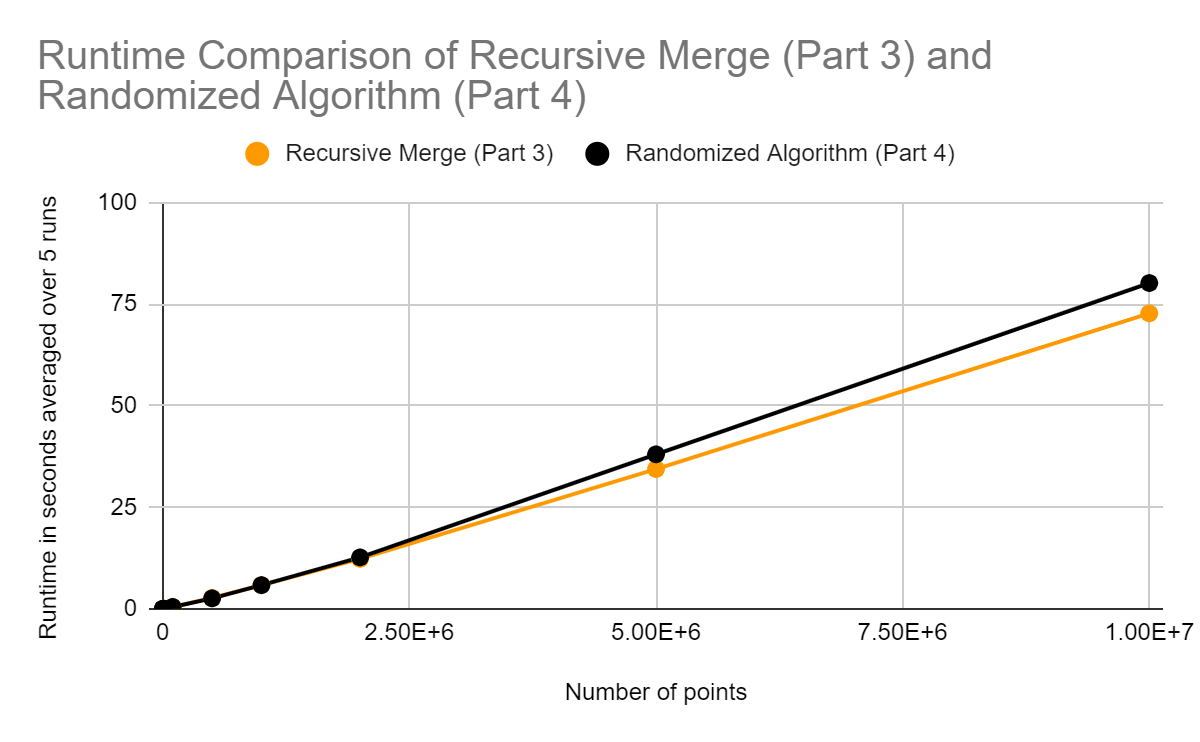 Runtime Comparison of Recursive Merge (Part 3) and
Randomized Algorithm (Part 4)
Recursive Merge (Part 3)
Randomized Algorithm (Part 4)
Runtime in seconds averaged over 5 runs
100
75
50
25
0
0
2.50E+6
5.00E+6
7.50E+6
1.00E+7
Number of points